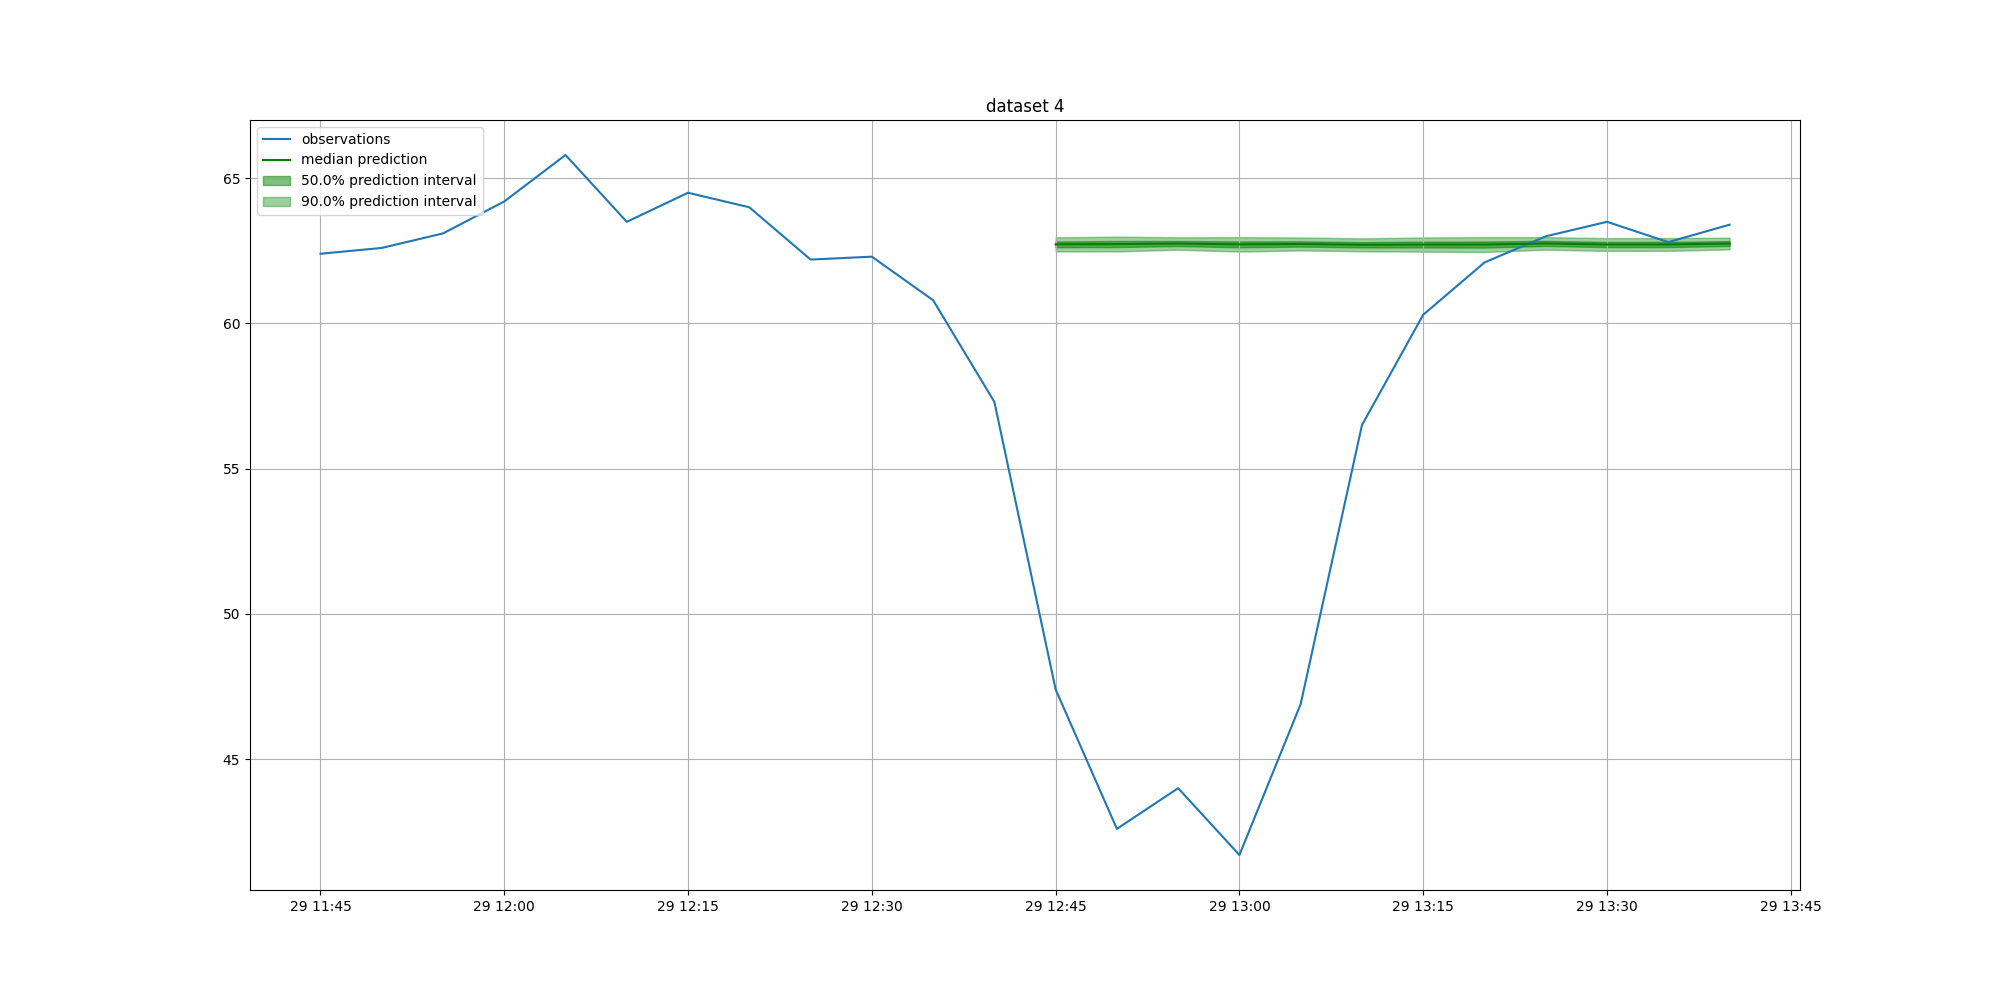 dataset 4
observations
median prediction
50.0% prediction interval
90.0% prediction interval
65
60
55
50
45
29 11:45 29 12:00 29 12:15 29 12:30 29 12:45 29 13:00 29 13:15 29 13:30 29 13:45